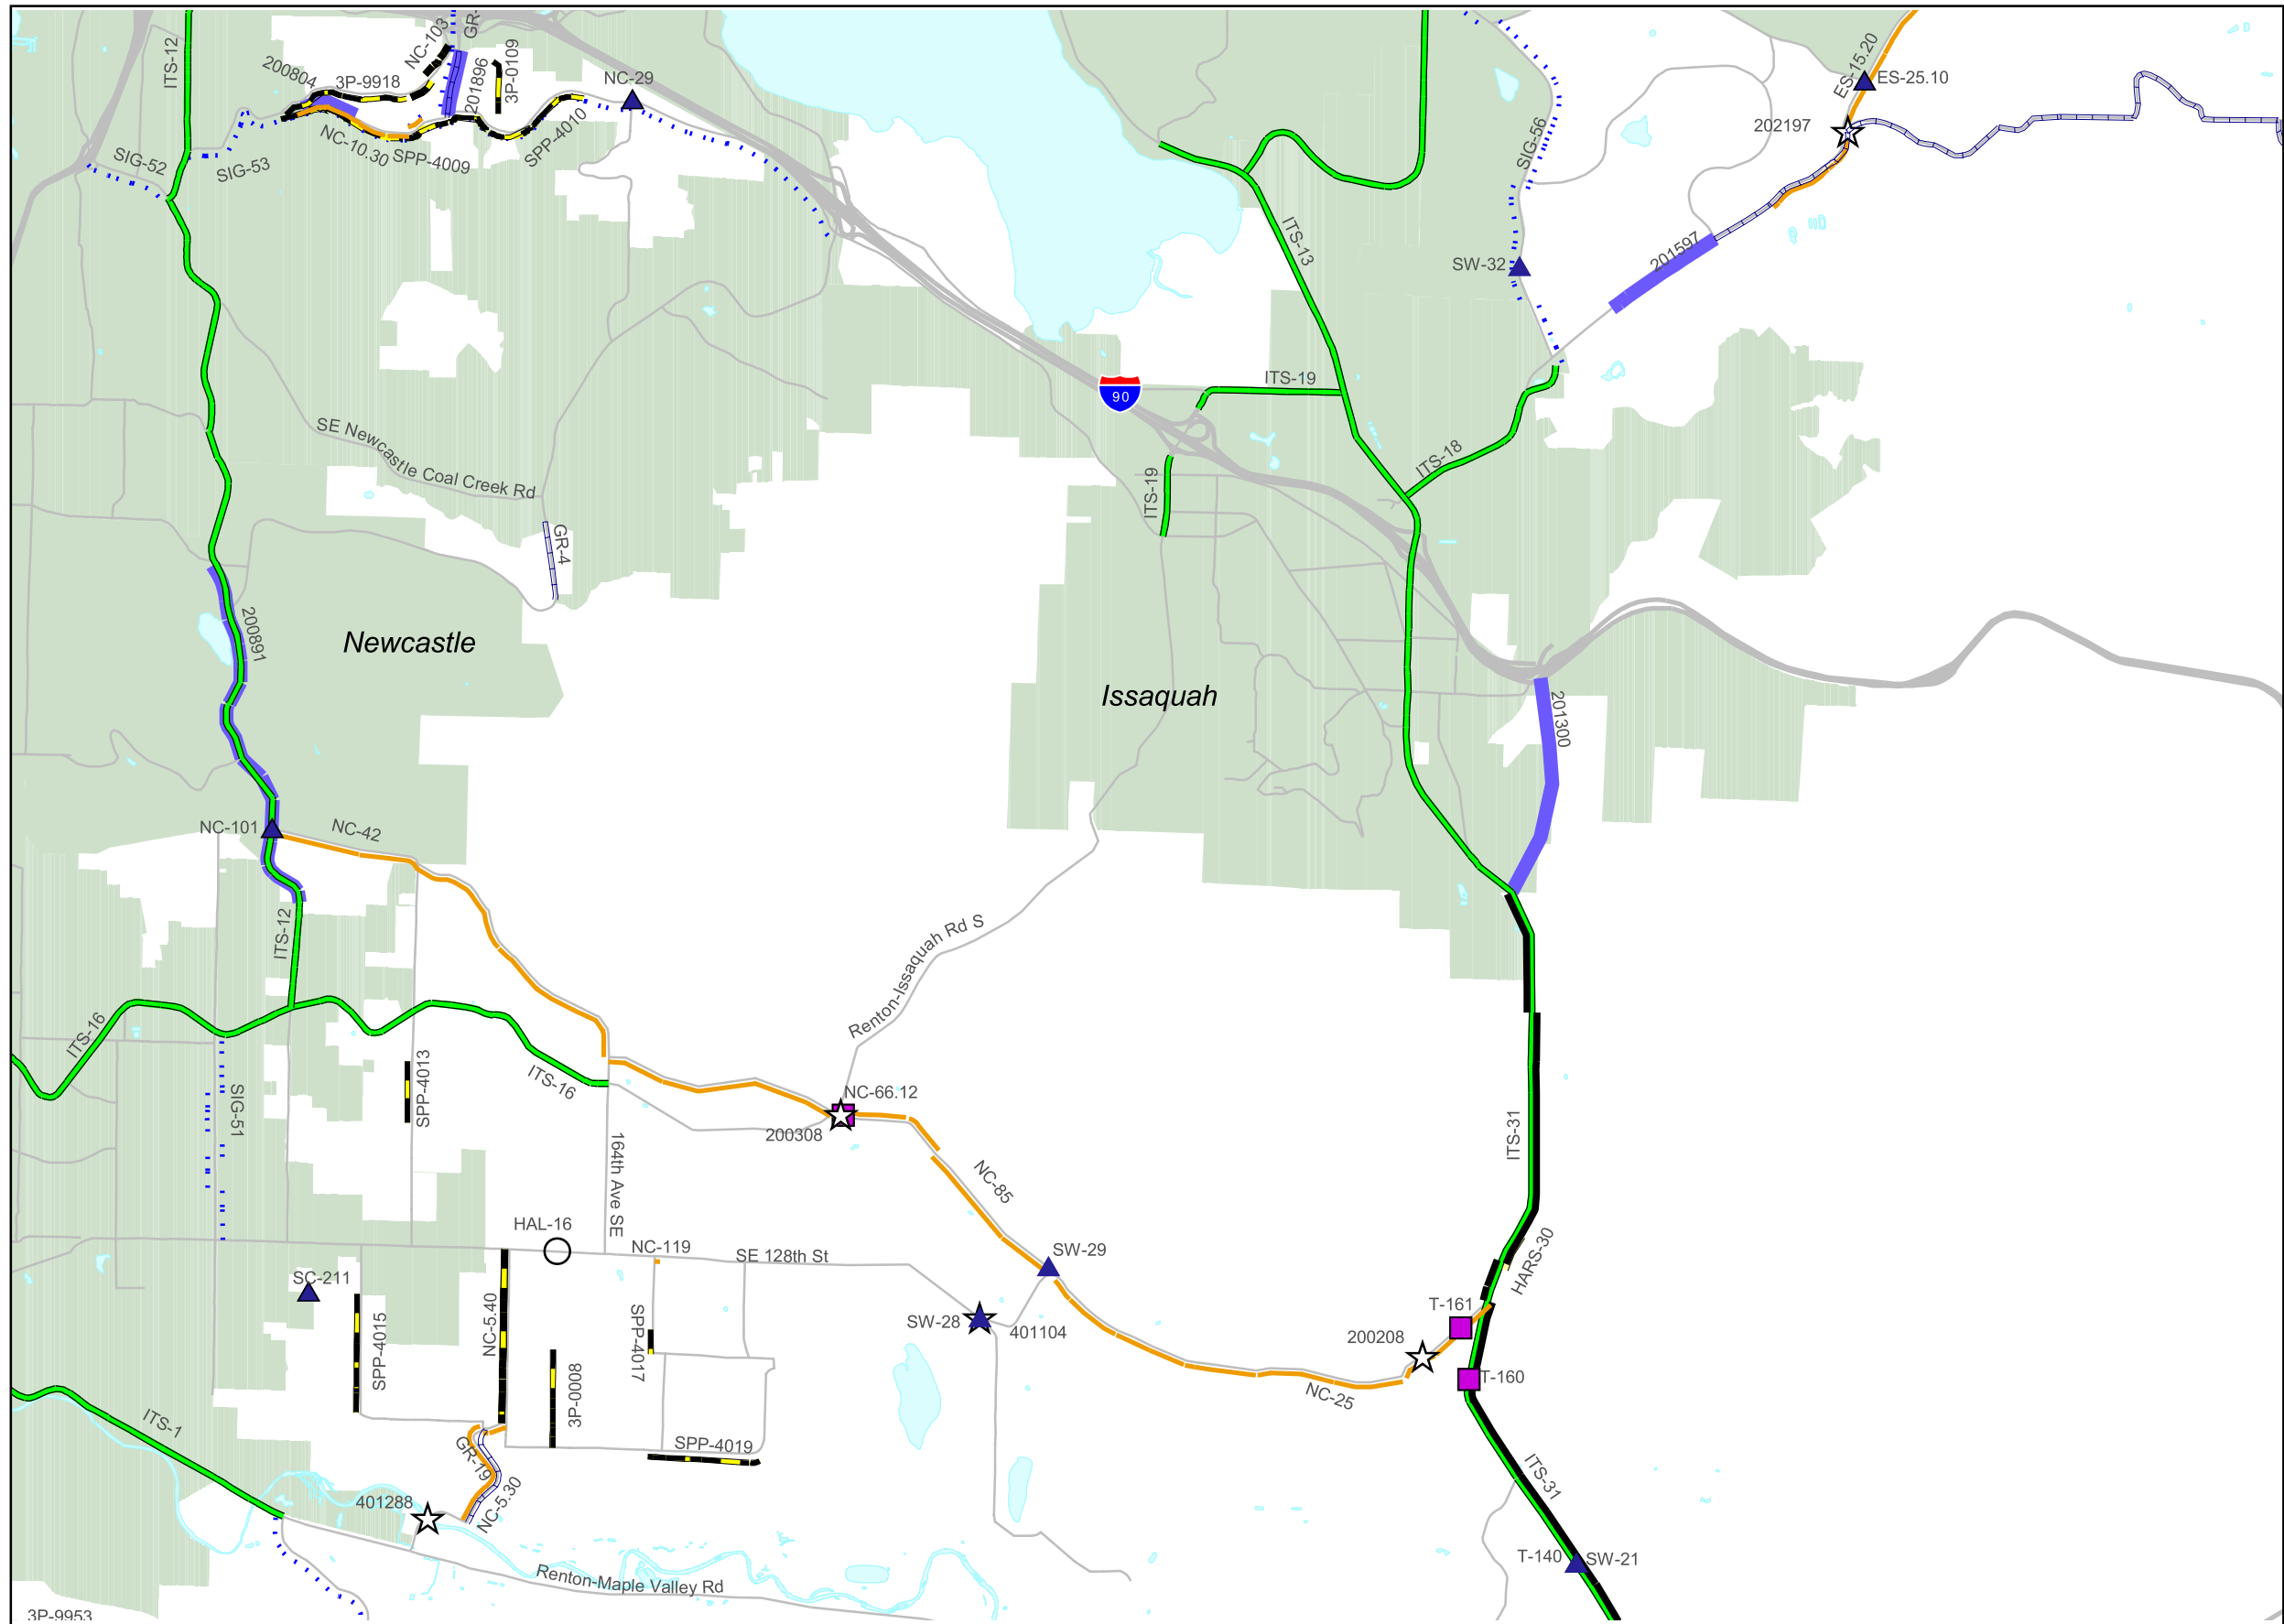 ITS-12
200804
3P-9918
NC-103
GR-
201896
3P-0109
NC-29
NC-10.30
SPP-4009
SPP-4010
SIG-52
SIG-53
ITS-13
SIG-56
ES-15.20
ES-25.10
202197
SW-32
201597
ITS-19
90
SE Newcastle Coal Creek Rd
ITS-19
ITS-18
GR-4
200891
Newcastle
Issaquah
201300
NC-101
NC-42
ITS-12
Renton-Issaquah Rd S
ITS-16
ITS-16
SPP-4013
SIG-51
NC-66.12
200308
164th Ave SE
NC-85
ITS-31
HAL-16
NC-119
SE 128th St
SW-29
HARS-30
SC-211
SPP-4015
NC-5.40
SPP-4017
3P-0008
SW-28
401104
T-161
200208
T-160
NC-25
ITS-1
GR-19
SPP-4019
NC-5.30
401288
ITS-31
T-140
SW-21
Renton-Maple Valley Rd
3P-9953